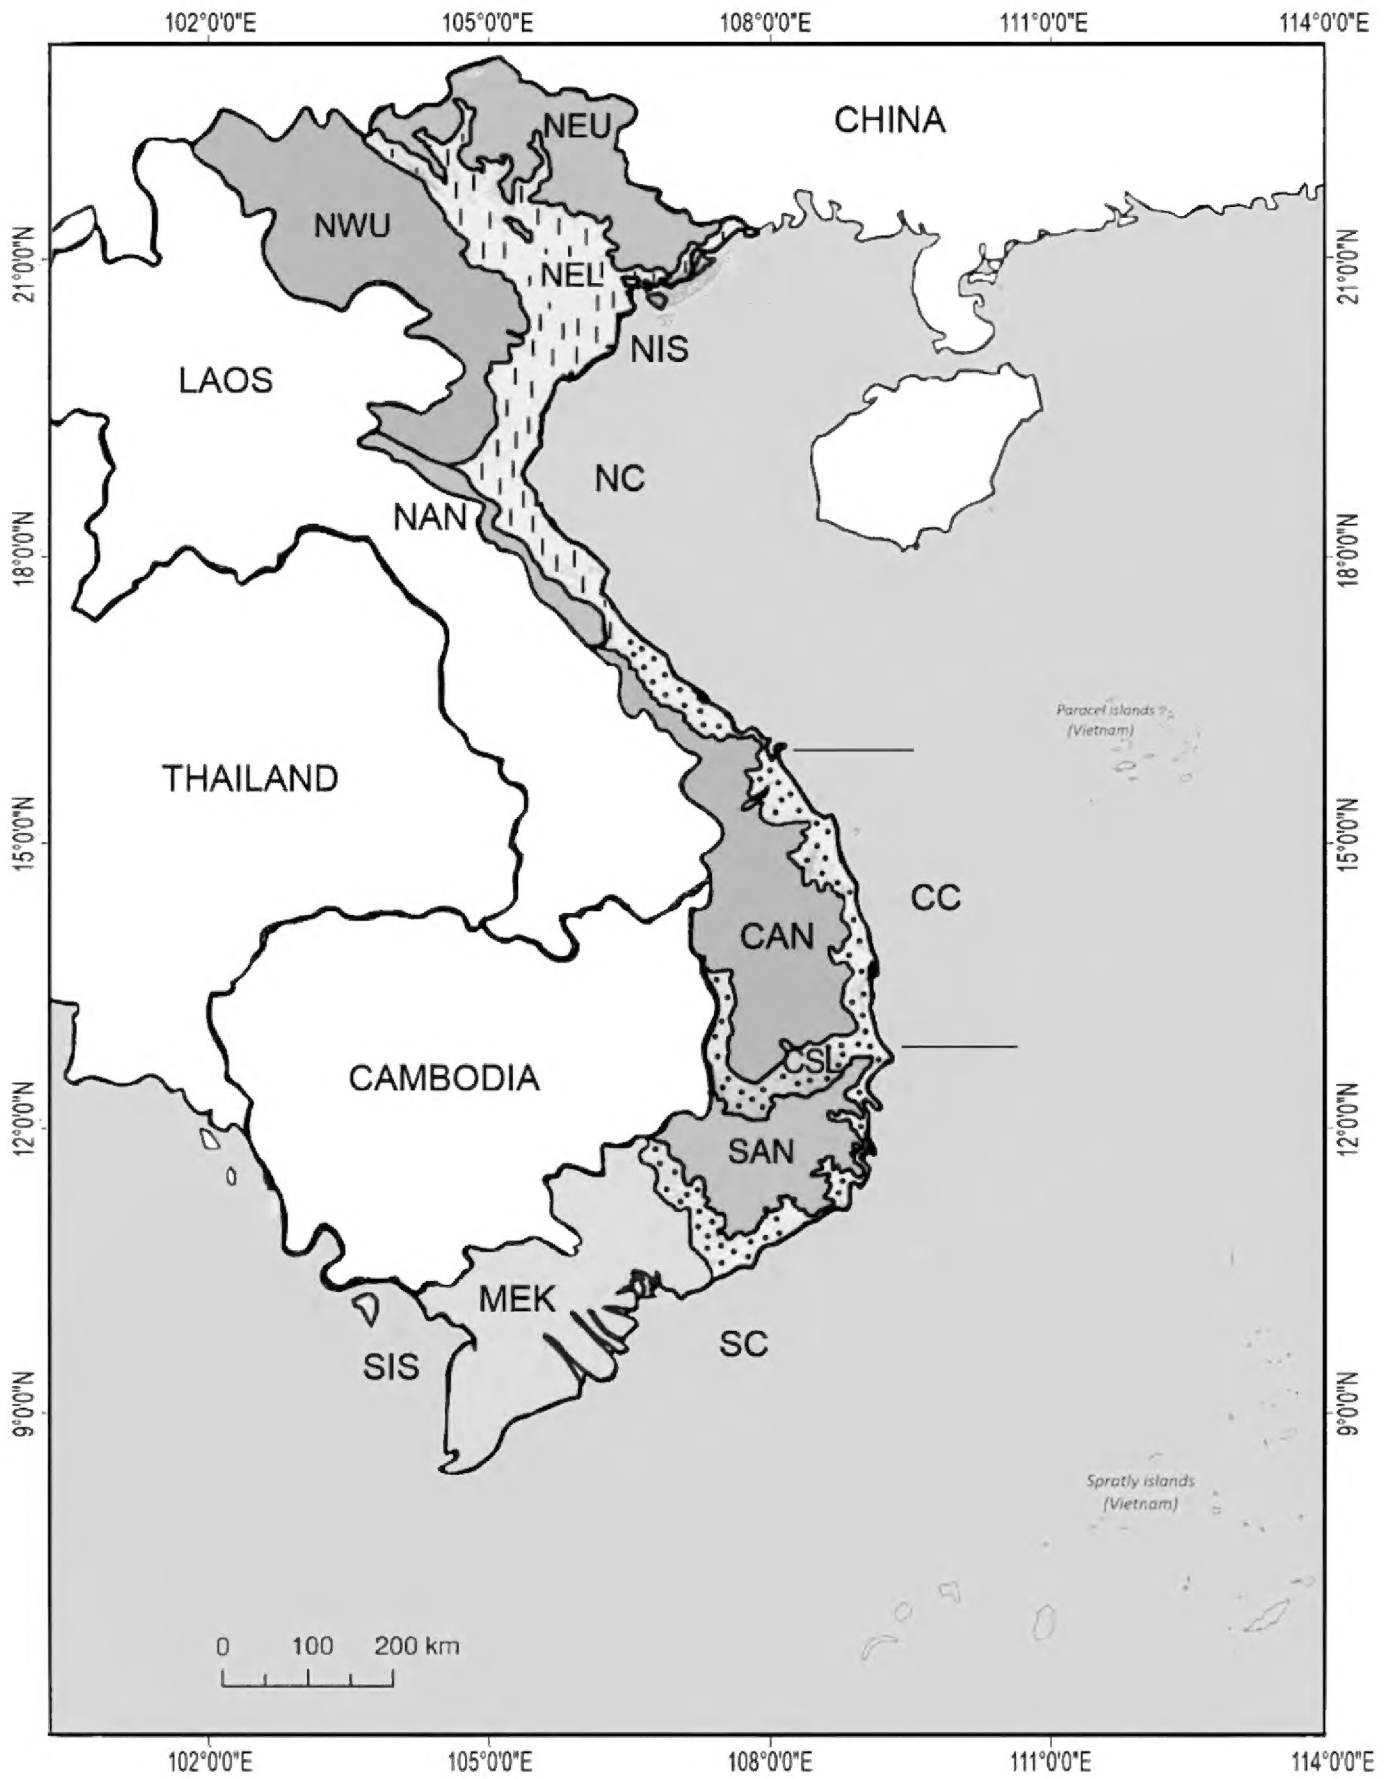 102°0'0"E 105°0'0"E 108°0'0"E 111°0'0"E 114°0'0"E
CHINA
NEU
NWU
21°0'0"N
21°0'0"N
NEL
NIS
LAOS
NC
NAN
18°0'0"N
18°0'0"N
Paracel islands
(Vietnam)
THAILAND
15°0'0"N
15°0'0"N
CC
CAN
CSL
CAMBODIA
12°0'0"N
12°0'0"N
SAN
MEK
SC
SIS
9°0'0"N
9°0'0"N
Spratly islands
(Vietnam)
0 100 200 km
102°0'0"E 105°0'0"E 108°0'0"E 111°0'0"E 114°0'0"E